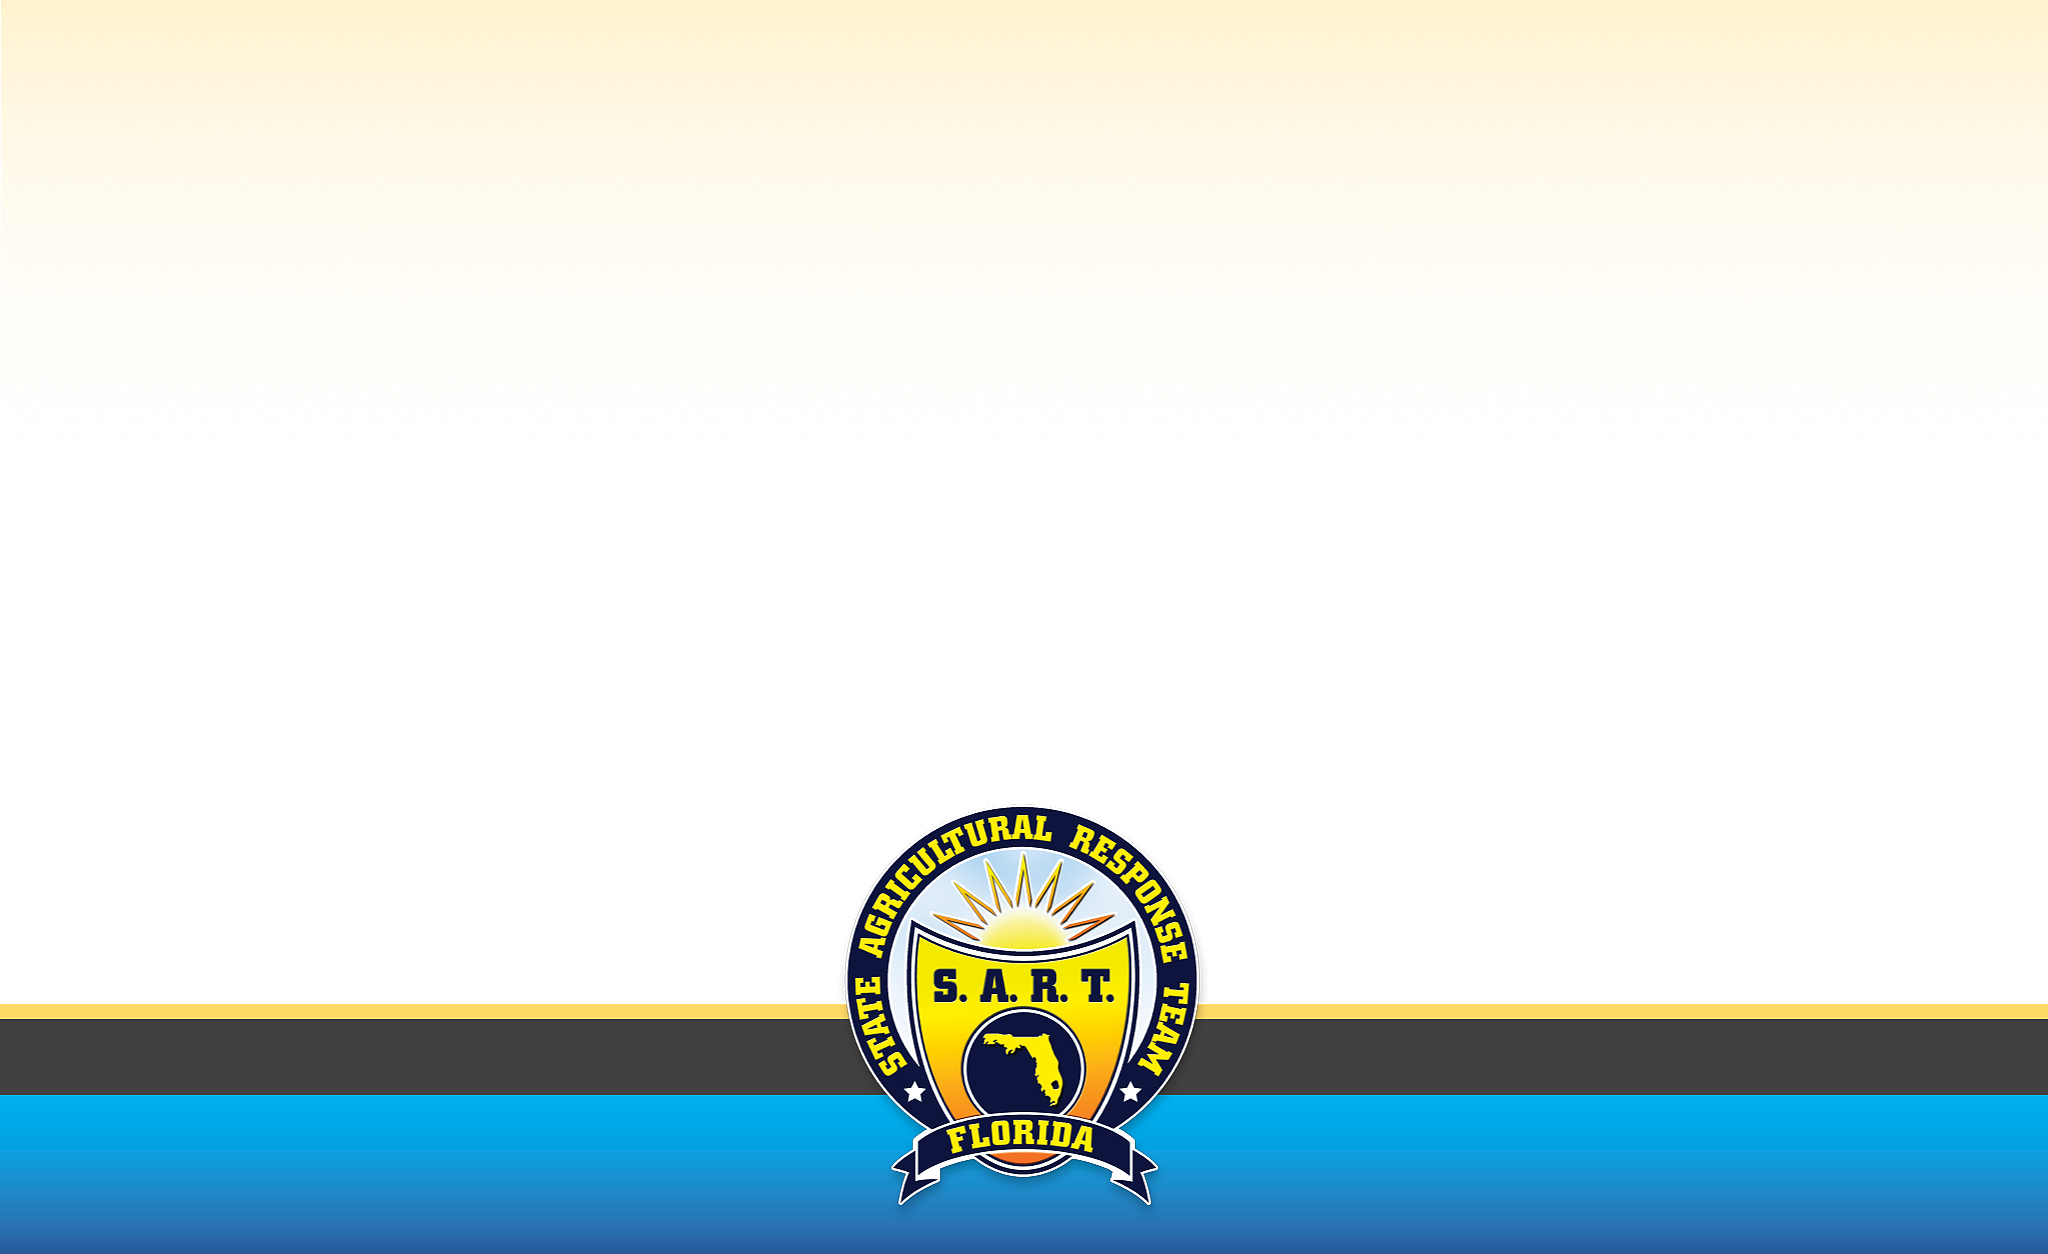 STATE AGRICULTURAL RESPONSE TEAM
S. A. R. T.
FLORIDA